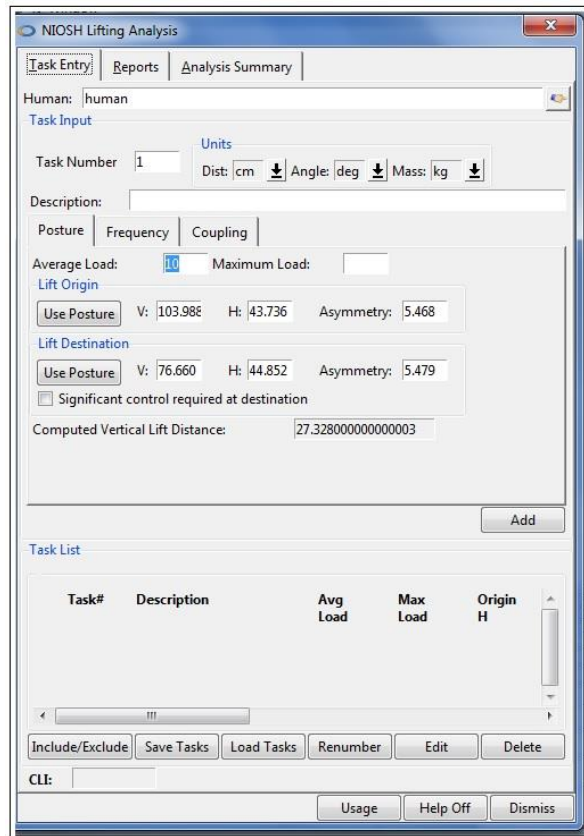 NIOSH Lifting Analysis
Task Entry Reports Analysis Summary
Human: human
Task Input
Units
Task Number 1 Dist: cm Angle: deg Mass: kg
Description:
Posture Frequency Coupling
Average Load: 10 Maximum Load:
Lift Origin
Use Posture V: 103.988 H: 43.736 Asymmetry: 5.468
Lift Destination
Use Posture V: 76.660 H: 44.852 Asymmetry: 5.479
Significant control required at destination
Computed Vertical Lift Distance: 27.328000000000003
Add
Task List
Task# Description Avg Load Max Load Origin H
Include/Exclude Save Tasks Load Tasks Renumber Edit Delete
CLI:
Usage Help Off Dismiss